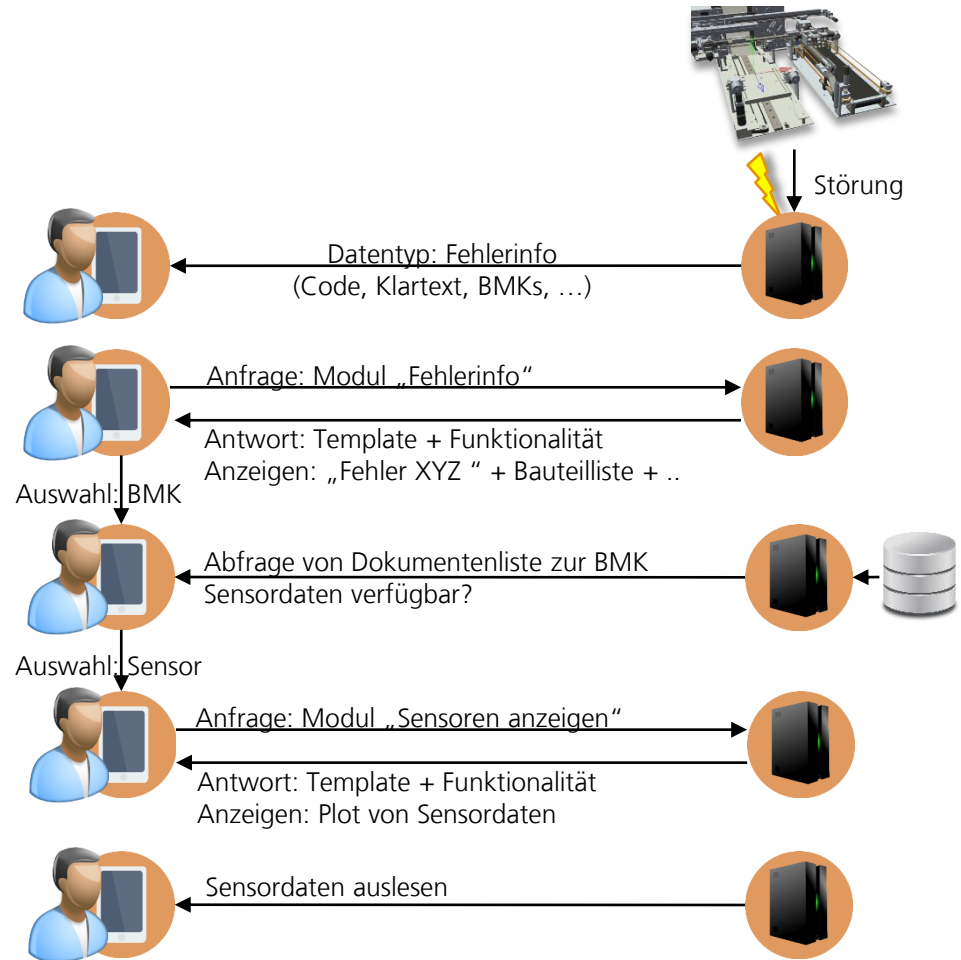 Störung
Datentyp: Fehlerinfo
(Code, Klartext, BMKs, …)
Anfrage: Modul „Fehlerinfo“
Antwort: Template + Funktionalität
Anzeigen: „Fehler XYZ “ + Bauteilliste + ..
Auswahl: BMK
Abfrage von Dokumentenliste zur BMK
Sensordaten verfügbar?
Auswahl: Sensor
Anfrage: Modul „Sensoren anzeigen“
Antwort: Template + Funktionalität
Anzeigen: Plot von Sensordaten
Sensordaten auslesen